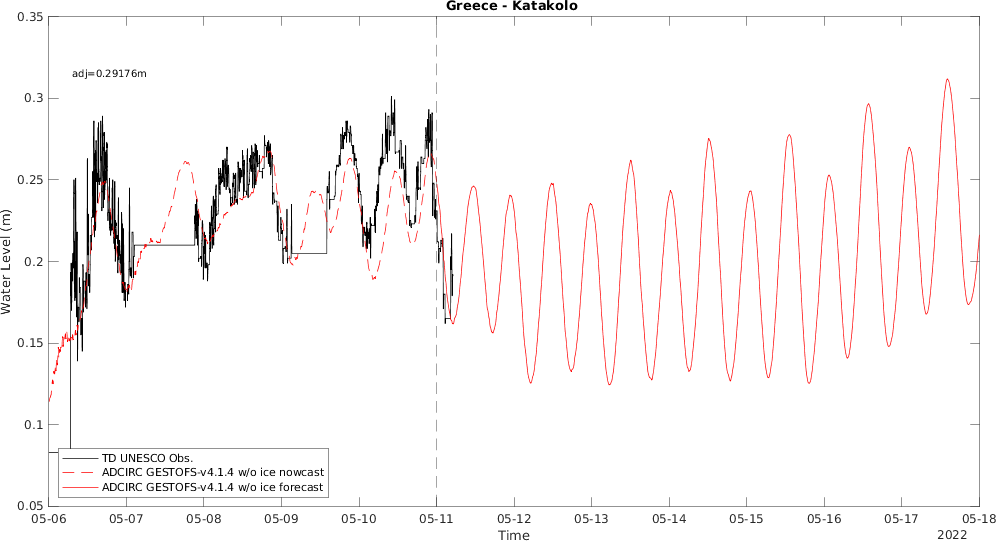 Greece - Katakolo
0.35
0.3
0.25
0.2
0.15
0.1
0.05
Water Level (m)
adj=0.29176m
TD UNESCO Obs.
ADCIRC GESTOFS-v4.1.4 w/o ice nowcast
ADCIRC GESTOFS-v4.1.4 w/o ice forecast
05-06 05-07 05-08 05-09 05-10 05-11 05-12 05-13 05-14 05-15 05-16 05-17 05-18
Time
2022